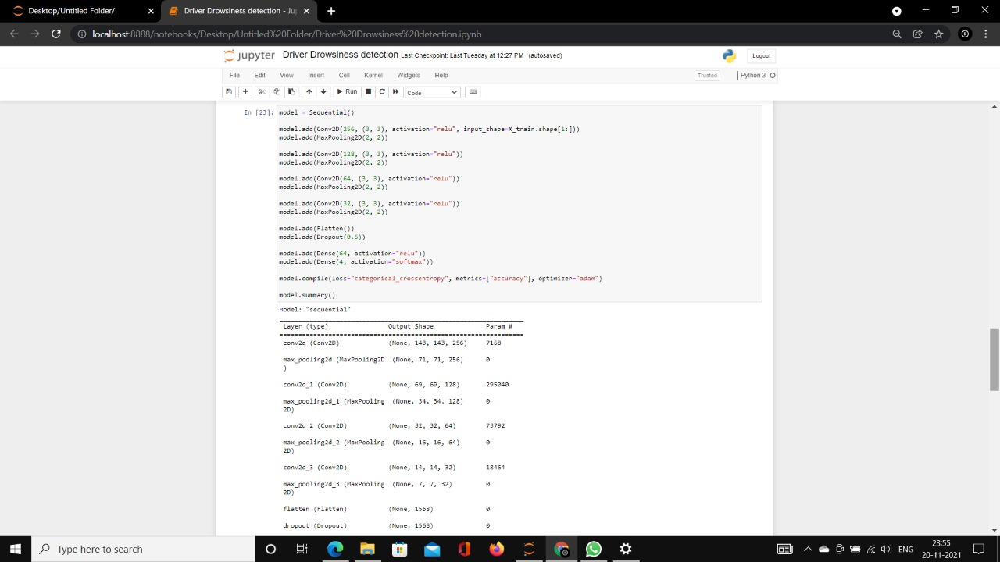 Desktop/Untitled Folder/
Driver Drowsiness detection - Ju
localhost:8888/notebooks/Desktop/Untitled%20Folder/Driver%20Drowsiness%20detection.ipynb
jupyter Driver Drowsiness detection Last Checkpoint: Last Tuesday at 12:27 PM (autosaved)
Logout
File Edit View Insert Cell Kernel Widgets Help
Trusted
Python 3
Run
Code
In [23]: model = Sequential()
model.add(Conv2D(256, (3, 3), activation="relu", input_shape=X_train.shape[1:]))
model.add(MaxPooling2D(2, 2))
model.add(Conv2D(128, (3, 3), activation="relu"))
model.add(MaxPooling2D(2, 2))
model.add(Conv2D(64, (3, 3), activation="relu"))
model.add(MaxPooling2D(2, 2))
model.add(Conv2D(32, (3, 3), activation="relu"))
model.add(MaxPooling2D(2, 2))
model.add(Flatten())
model.add(Dropout(0.5))
model.add(Dense(64, activation="relu"))
model.add(Dense(4, activation="softmax"))
model.compile(loss="categorical_crossentropy", metrics=["accuracy"], optimizer="adam")
model.summary()
Model: "sequential"
Layer (type) Output Shape Param #
conv2d (Conv2D) (None, 143, 143, 256) 7168
max_pooling2d (MaxPooling2D (None, 71, 71, 256) 0
)
conv2d_1 (Conv2D) (None, 69, 69, 128) 295040
max_pooling2d_1 (MaxPooling (None, 34, 34, 128) 0
2D)
conv2d_2 (Conv2D) (None, 32, 32, 64) 73792
max_pooling2d_2 (MaxPooling (None, 16, 16, 64) 0
2D)
conv2d_3 (Conv2D) (None, 14, 14, 32) 18464
max_pooling2d_3 (MaxPooling (None, 7, 7, 32) 0
2D)
flatten (Flatten) (None, 1568) 0
dropout (Dropout) (None, 1568) 0
Type here to search
ENG
23:55
20-11-2021